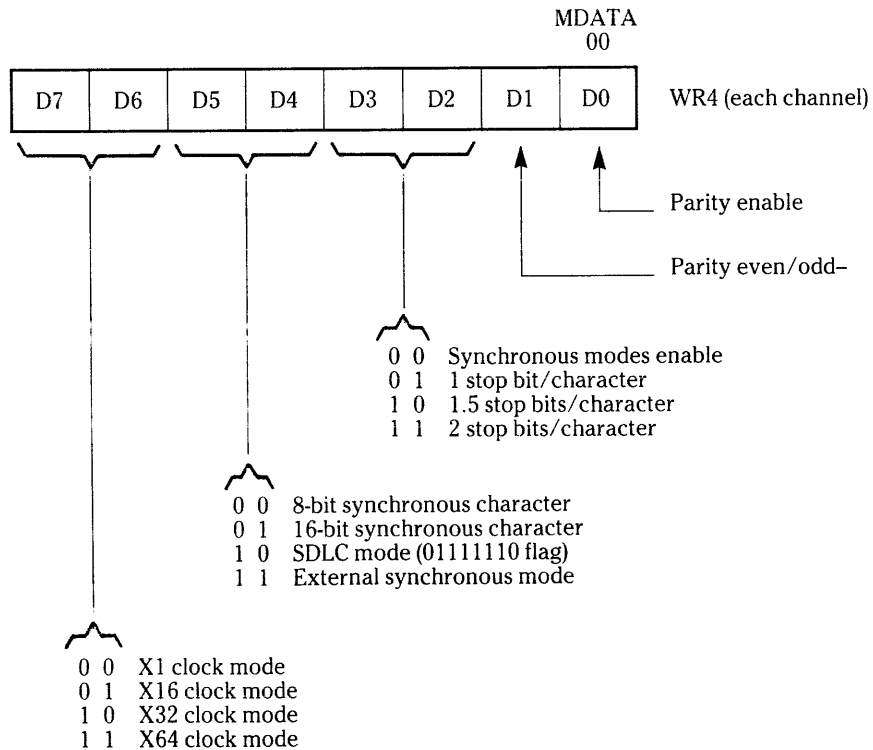 MDATA
00
D7 D6 D5 D4 D3 D2 D1 D0 WR4 (each channel)
Parity enable
Parity even/odd–
0 0 Synchronous modes enable
0 1 1 stop bit/character
1 0 1.5 stop bits/character
1 1 2 stop bits/character
0 0 8-bit synchronous character
0 1 16-bit synchronous character
1 0 SDLC mode (01111110 flag)
1 1 External synchronous mode
0 0 X1 clock mode
0 1 X16 clock mode
1 0 X32 clock mode
1 1 X64 clock mode